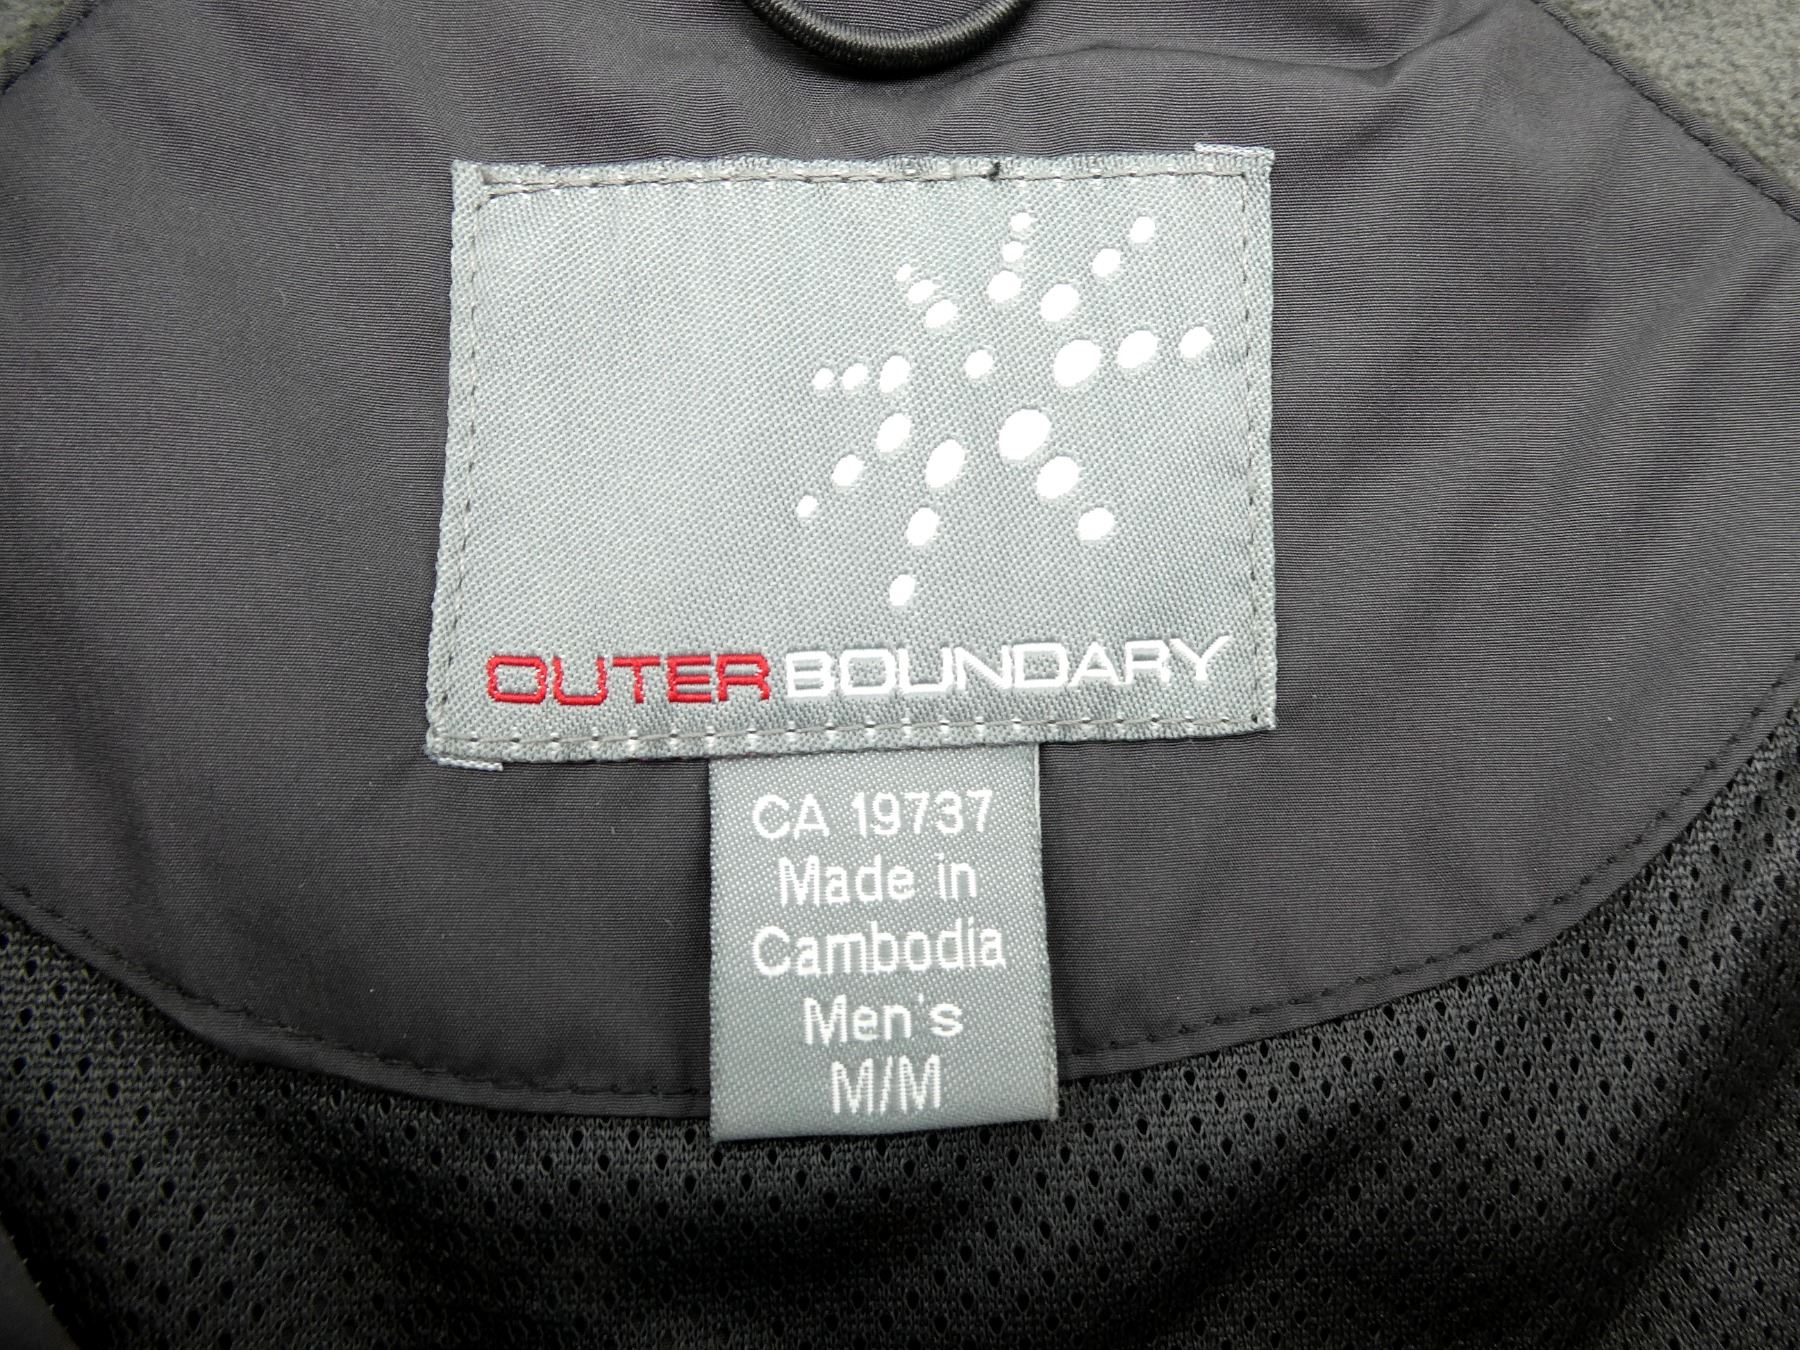 OUTER BOUNDARY
CA 19737
Made in
Cambodia
Men's
M/M